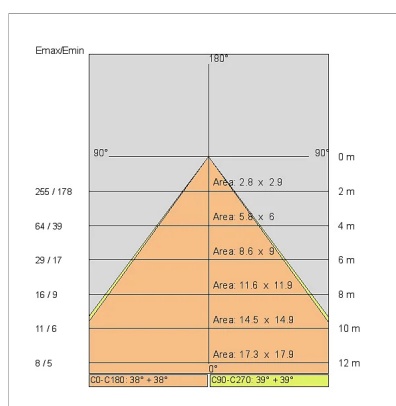 Emax/Emin
180°
90° 90° 0 m
Area: 2.8 x 2.9
255 / 178 2 m
Area: 5.8 x 6
64 / 39 4 m
Area: 8.6 x 9
29 / 17 6 m
Area: 11.6 x 11.9
16 / 9 8 m
Area: 14.5 x 14.9
11 / 6 10 m
Area: 17.3 x 17.9
8 / 5 12 m
0°
C0-C180: 38° + 38° C90-C270: 39° + 39°